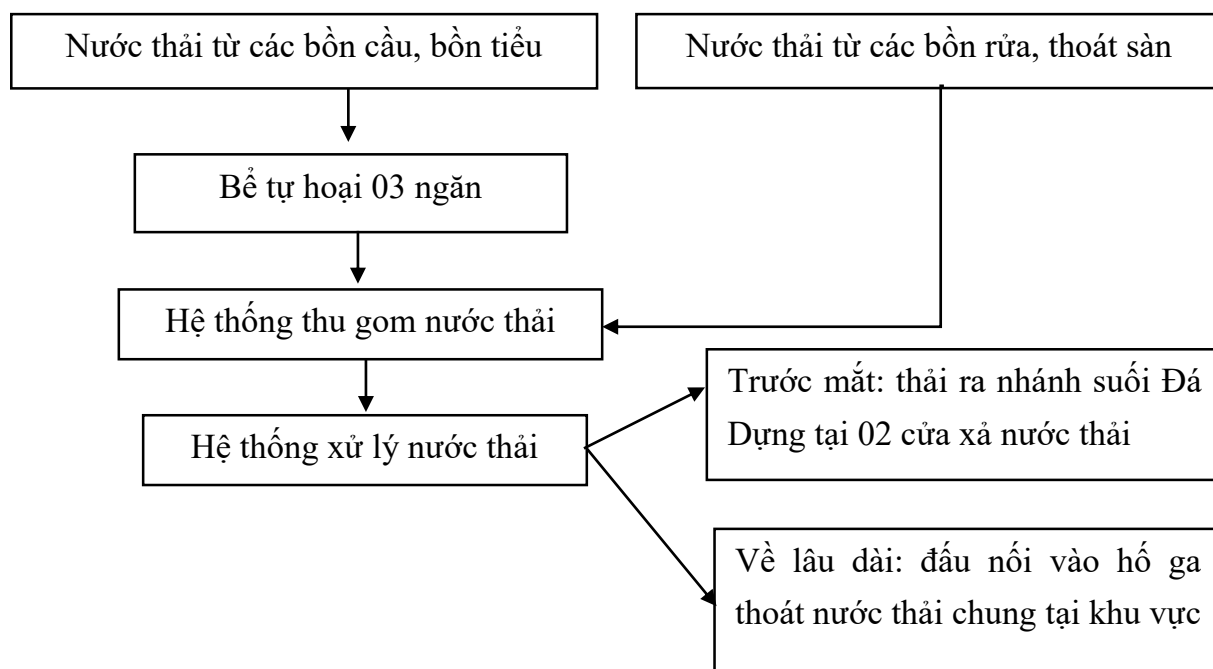 Nước thải từ các bồn cầu, bồn tiểu
Nước thải từ các bồn rửa, thoát sàn
Bể tự hoại 03 ngăn
Hệ thống thu gom nước thải
Trước mắt: thải ra nhánh suối Đá
Dựng tại 02 cửa xả nước thải
Hệ thống xử lý nước thải
Về lâu dài: đấu nối vào hố ga
thoát nước thải chung tại khu vực